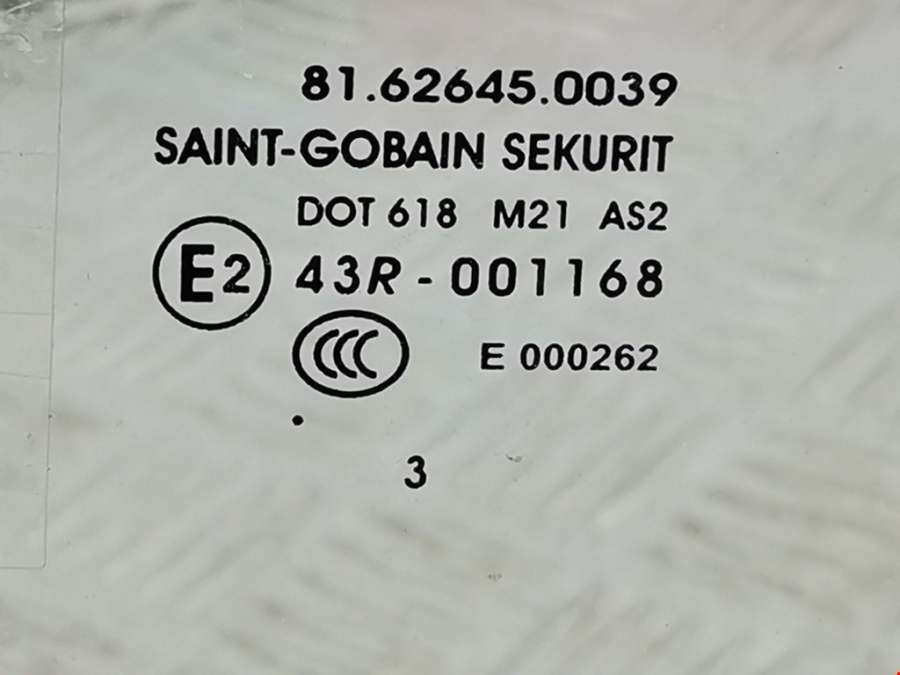 81.62645.0039
SAINT-GOBAIN SEKURIT
DOT 618 M21 AS2
E2 43R - 001168
CCC E 000262
.
3